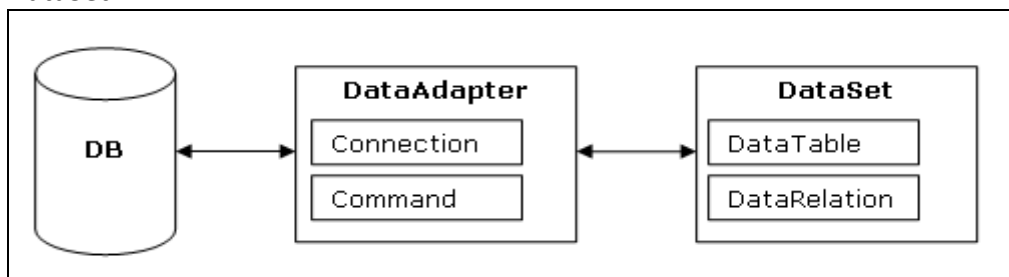 DB
DataAdapter
Connection
Command
DataSet
DataTable
DataRelation